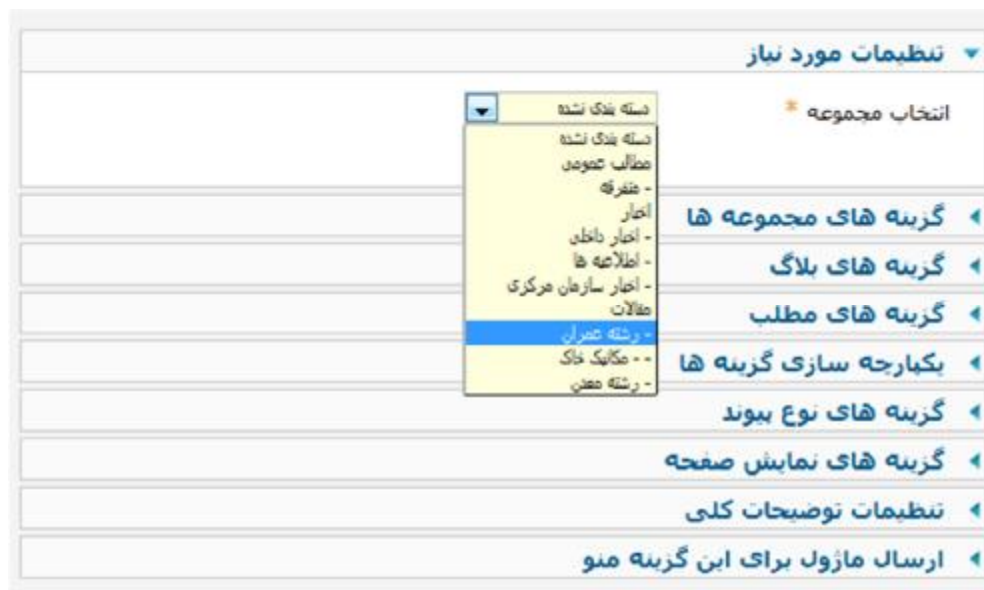 تنظیمات مورد نیاز
انتخاب مجموعه *
دسته بندی نشده
دسته بندی نشده
مطالب عمومی
- متفرقه
اخبار
- اخبار داخلی
- اطلاعیه ها
- اخبار سازمان مرکزی
مقالات
- رشته عمران
- - مکانیک خاک
- رشته معدن
گزینه های مجموعه ها
گزینه های بلاگ
گزینه های مطلب
یکپارچه سازی گزینه ها
گزینه های نوع پیوند
گزینه های نمایش صفحه
تنظیمات توضیحات کلی
ارسال ماژول برای این گزینه منو